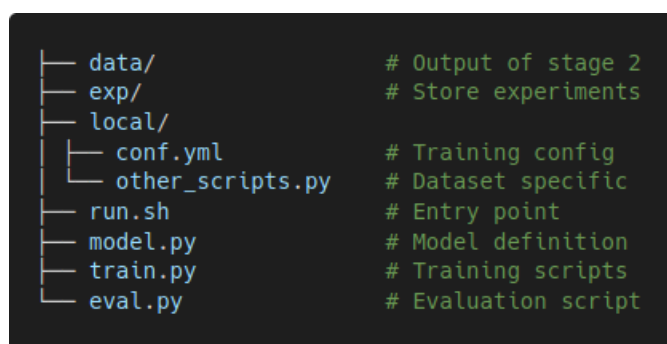 ├── data/                 # Output of stage 2
├── exp/                  # Store experiments
├── local/
│ ├── conf.yml            # Training config
│ └── other_scripts.py    # Dataset specific
├── run.sh                # Entry point
├── model.py              # Model definition
├── train.py              # Training scripts
└── eval.py               # Evaluation script